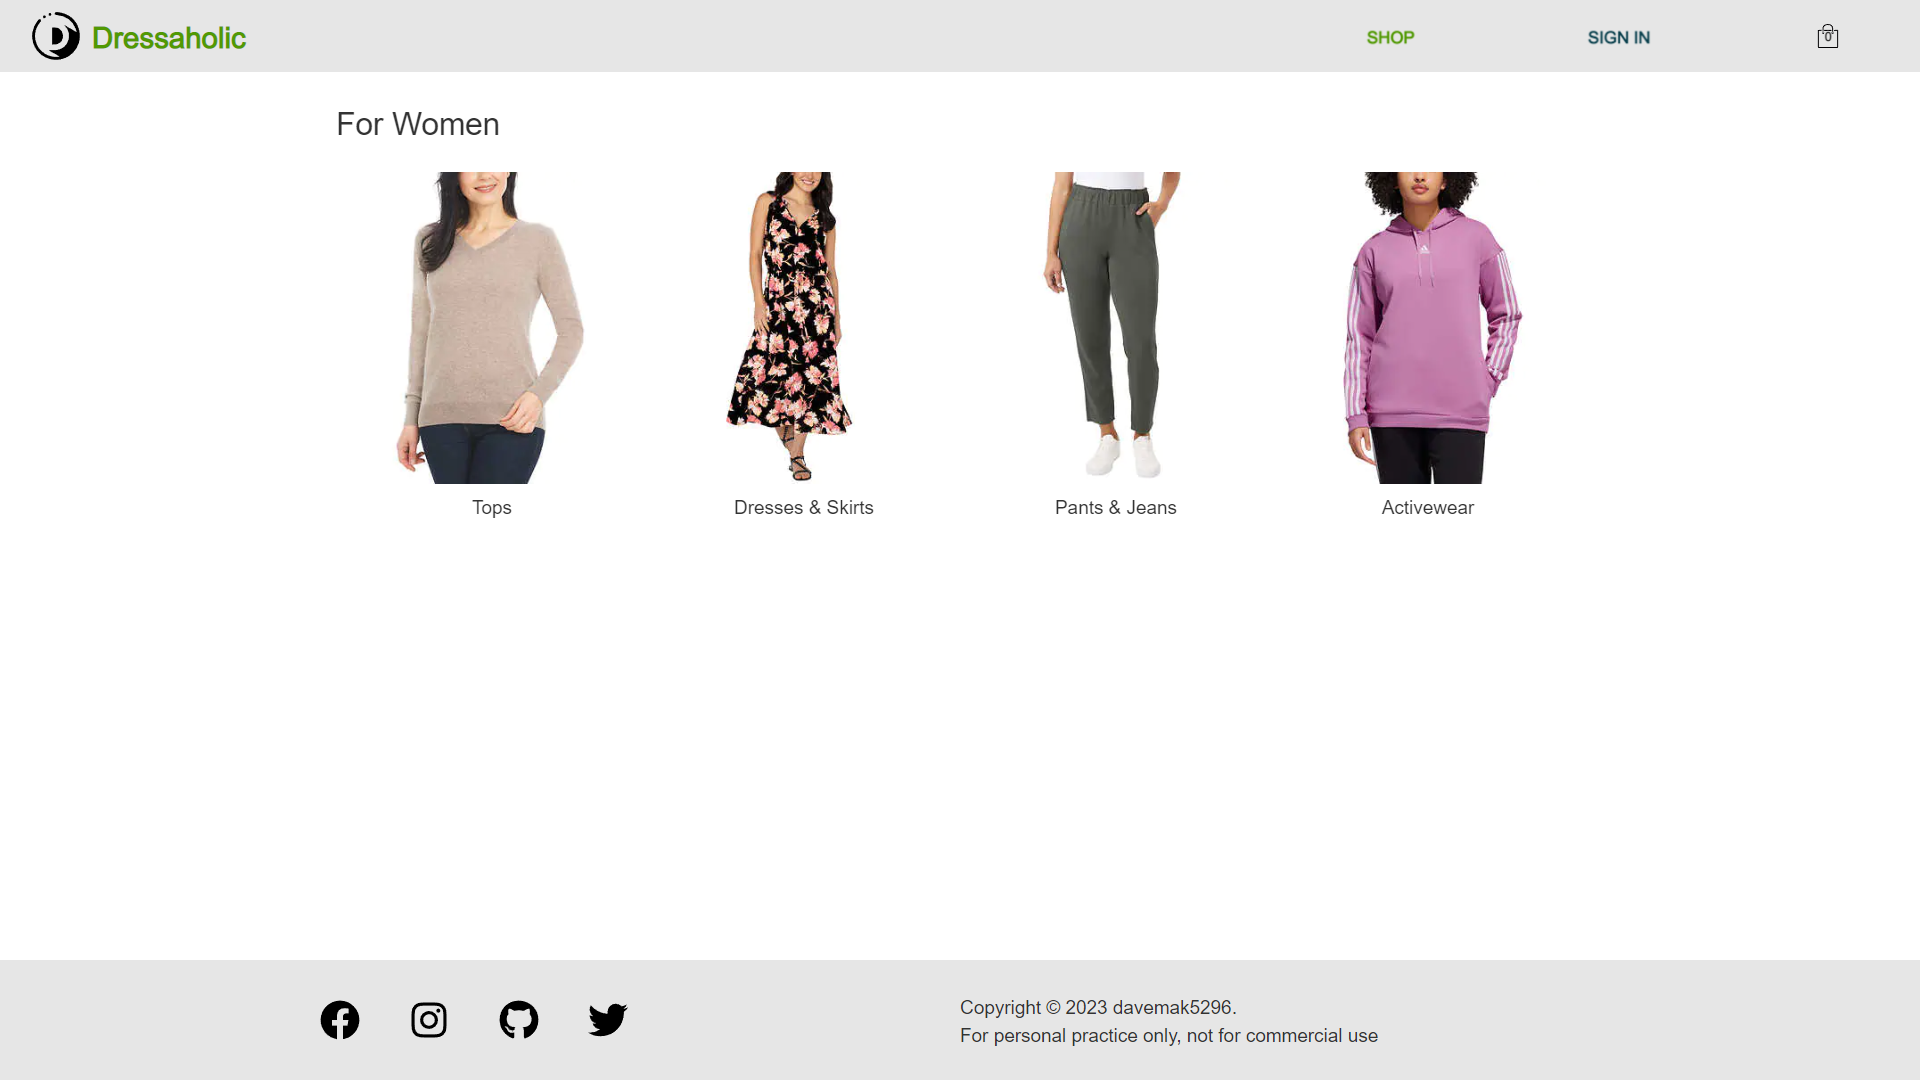 D Dressaholic
SHOP
SIGN IN
0
For Women
Tops
Dresses & Skirts
Pants & Jeans
Activewear
Copyright © 2023 davemak5296.
For personal practice only, not for commercial use